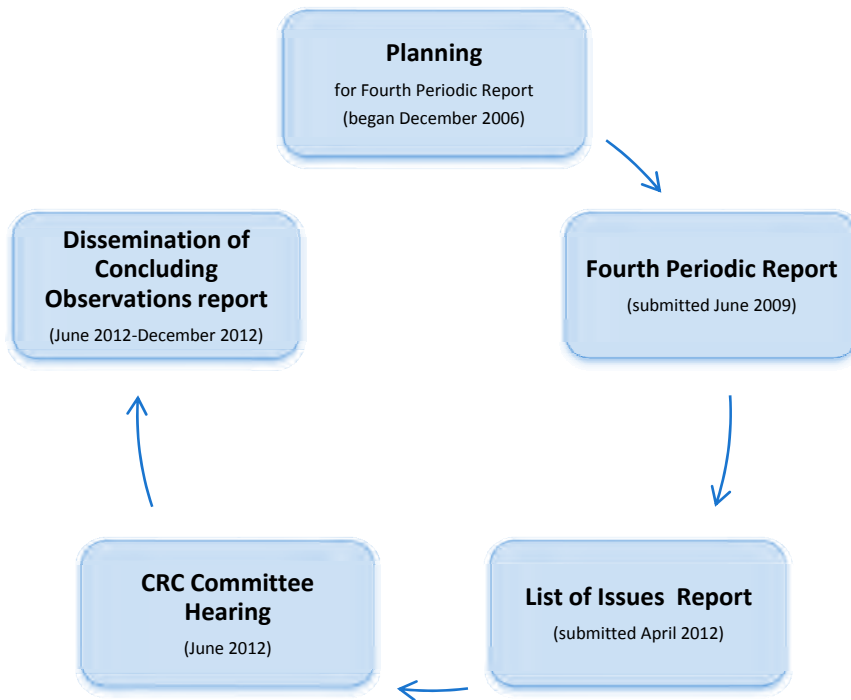 Planning
for Fourth Periodic Report
(began December 2006)
Fourth Periodic Report
(submitted June 2009)
List of Issues  Report
(submitted April 2012)
CRC Committee
Hearing
(June 2012)
Dissemination of
Concluding
Observations report
(June 2012-December 2012)